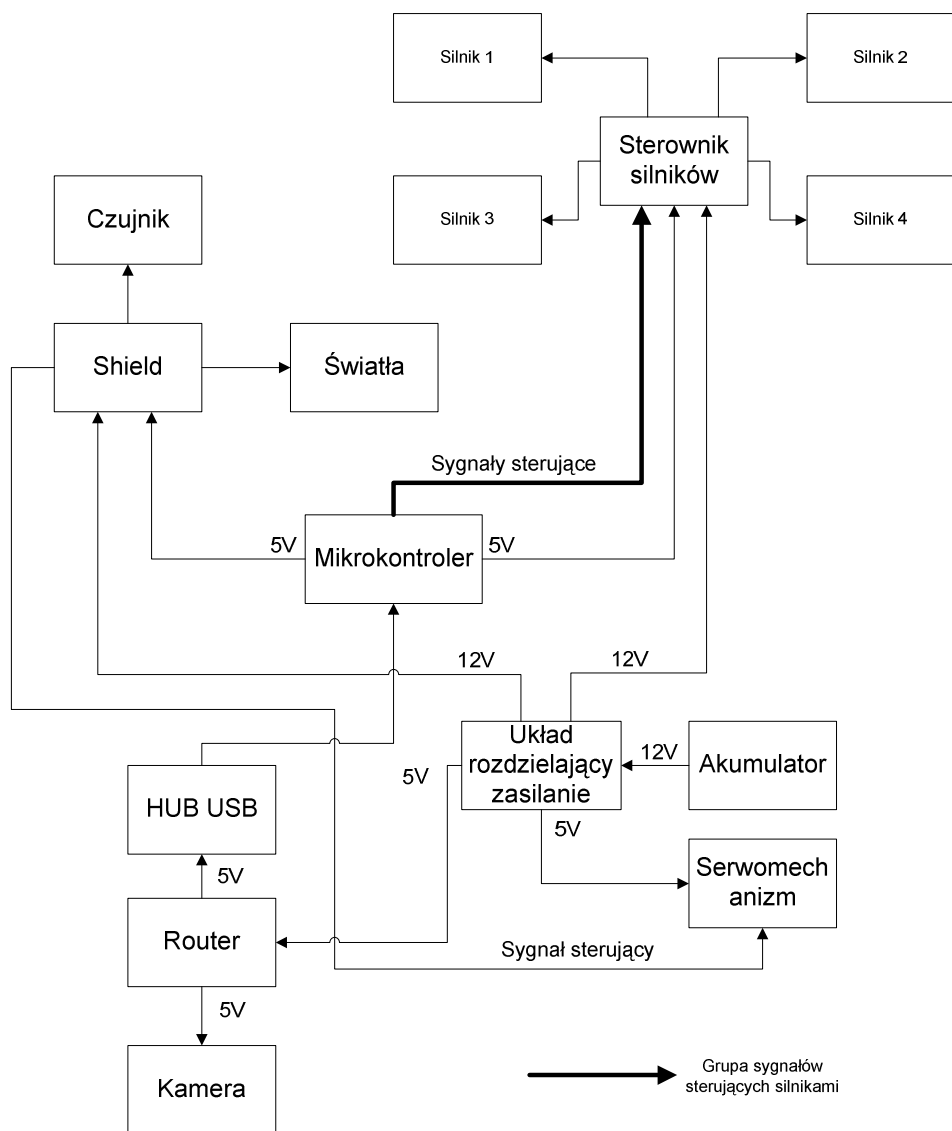 Silnik 1
Silnik 2
Sterownik
silników
Silnik 3
Silnik 4
Czujnik
Shield
Światła
Sygnały sterujące
5V
Mikrokontroler
5V
12V
12V
Układ
rozdzielający
zasilanie
5V
12V
Akumulator
HUB USB
5V
5V
Serwomech
anizm
Router
Sygnał sterujący
5V
Kamera
Grupa sygnałów
sterujących silnikami